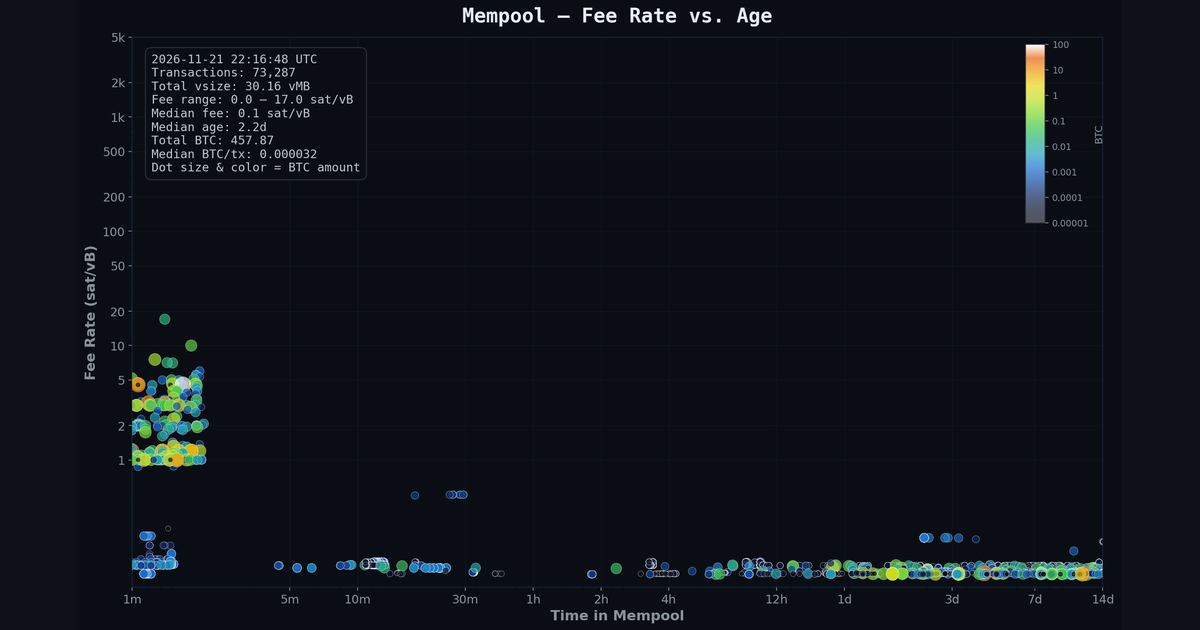 Mempool — Fee Rate vs. Age
2026-11-21 22:16:48 UTC
Transactions: 73,287
Total vsize: 30.16 vMB
Fee range: 0.0 — 17.0 sat/vB
Median fee: 0.1 sat/vB
Median age: 2.2d
Total BTC: 457.87
Median BTC/tx: 0.000032
Dot size & color = BTC amount
100
10
1
0.1
0.01
0.001
0.0001
0.00001
BTC
Fee Rate (sat/vB)
5k
2k
1k
500
200
100
50
20
10
5
2
1
1m 5m 10m 30m 1h 2h 4h 12h 1d 3d 7d 14d
Time in Mempool